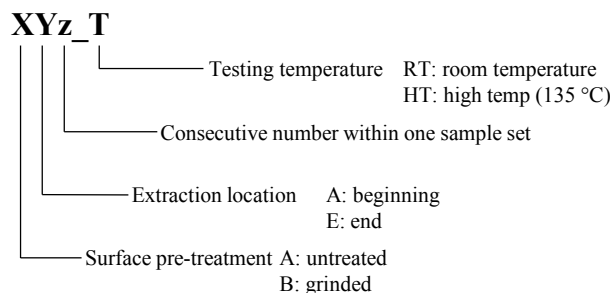 XYz_T
Testing temperature RT: room temperature
HT: high temp (135 °C)
Consecutive number within one sample set
Extraction location A: beginning
E: end
Surface pre-treatment A: untreated
B: grinded